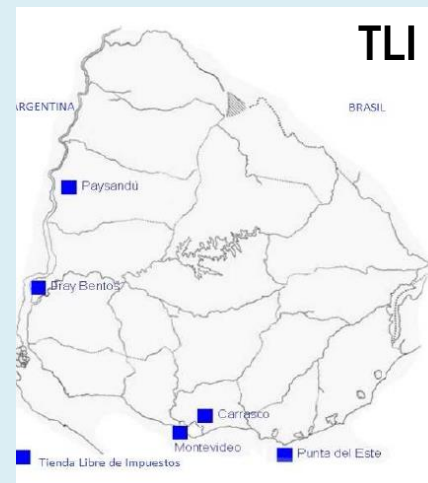 TLI
ARGENTINA
BRASIL
Paysandú
Fray Bentos
Carrasco
Montevideo
Punta del Este
Tienda Libre de Impuestos